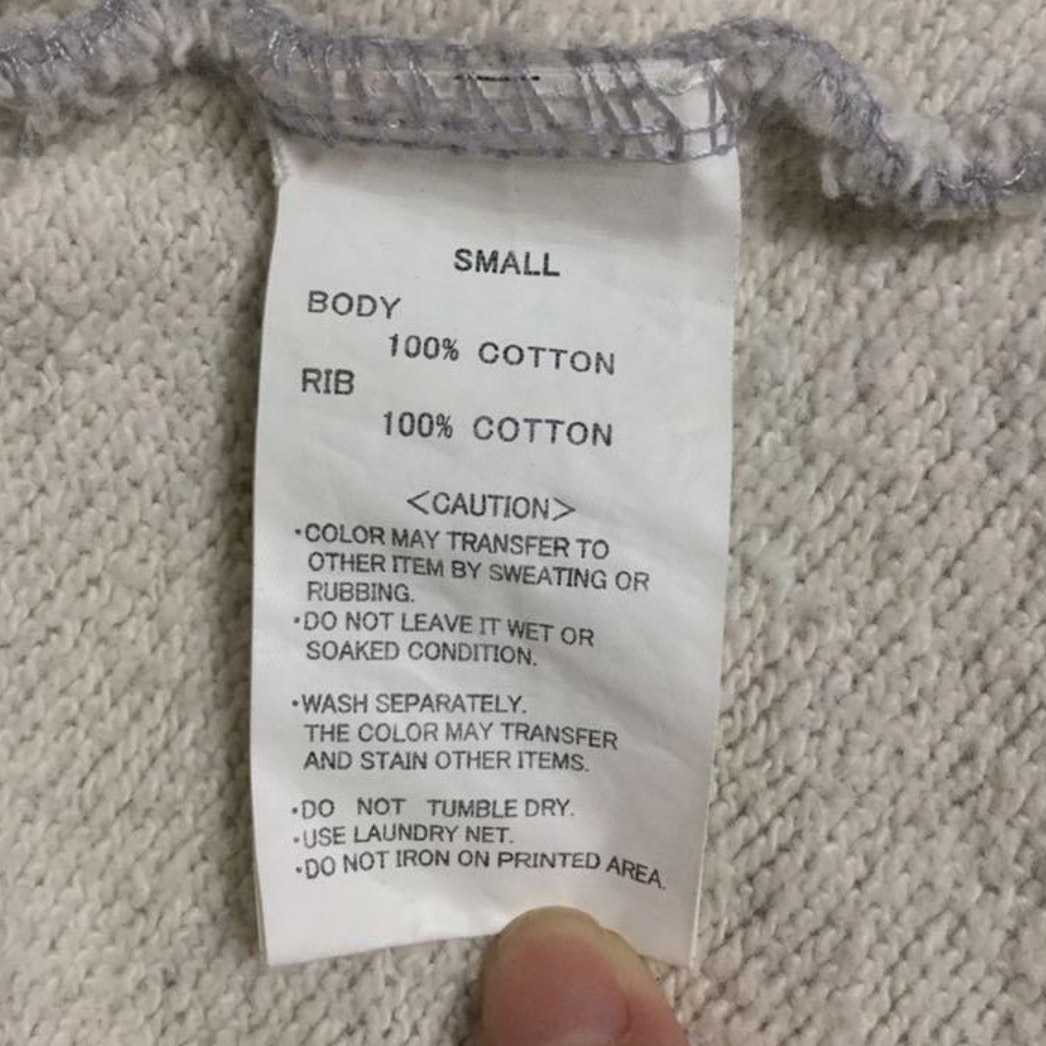 SMALL
BODY
100% COTTON
RIB
100% COTTON
<CAUTION>
・COLOR MAY TRANSFER TO
OTHER ITEM BY SWEATING OR
RUBBING.
・DO NOT LEAVE IT WET OR
SOAKED CONDITION.
・WASH SEPARATELY.
THE COLOR MAY TRANSFER
AND STAIN OTHER ITEMS.
・DO NOT TUMBLE DRY.
・USE LAUNDRY NET.
・DO NOT IRON ON PRINTED AREA.